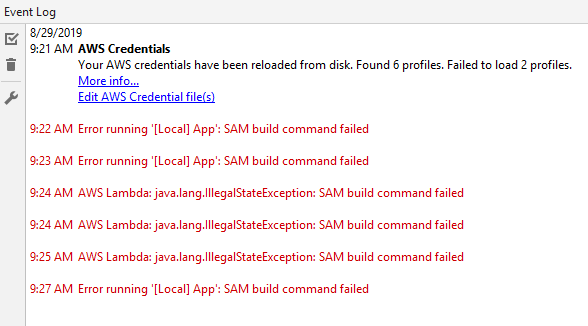 Event Log
8/29/2019
9:21 AM AWS Credentials
Your AWS credentials have been reloaded from disk. Found 6 profiles. Failed to load 2 profiles.
More info...
Edit AWS Credential file(s)
9:22 AM Error running '[Local] App': SAM build command failed
9:23 AM Error running '[Local] App': SAM build command failed
9:24 AM AWS Lambda: java.lang.IllegalStateException: SAM build command failed
9:24 AM AWS Lambda: java.lang.IllegalStateException: SAM build command failed
9:25 AM AWS Lambda: java.lang.IllegalStateException: SAM build command failed
9:27 AM Error running '[Local] App': SAM build command failed